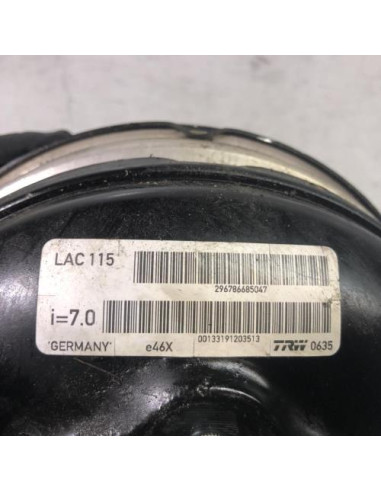 LAC 115
296786685047
i=7.0
'GERMANY' e46X 00133191203513 TRW 0635